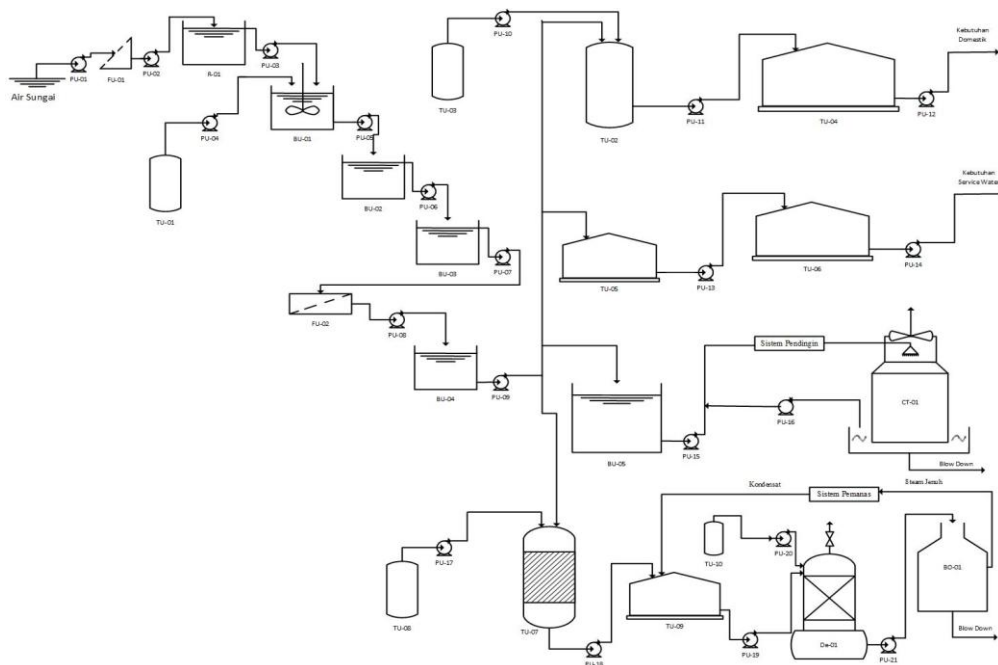 PU-10
Kebutuhan
Domastik
PU-01
FU-01
PU-02
R-01
PU-03
Air Sungai
TU-03
TU-02
PU-11
TU-04
PU-12
PU-04
BU-01
PU-05
TU-01
BU-02
PU-06
Kebutuhan
Service Water
BU-03
PU-07
TU-05
PU-13
TU-06
PU-14
FU-02
PU-08
Sistem Pendingin
BU-04
PU-09
CT-01
PU-16
BU-05
PU-15
Blow Down
Steam Jenuh
Kondensat
Sistem Pemanas
PU-17
TU-10
PU-20
BO-01
TU-08
TU-07
PU-18
TU-09
PU-19
De-01
PU-21
Blow Down